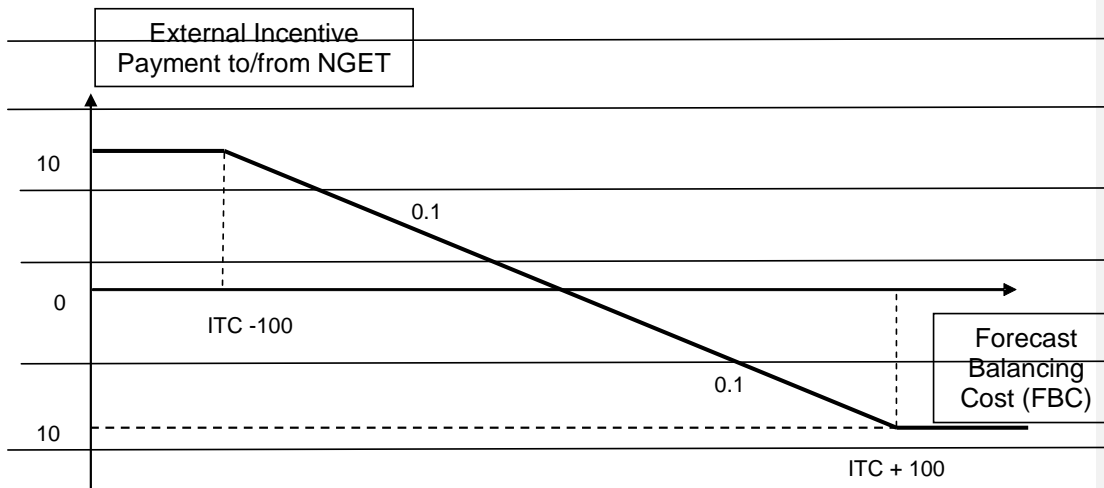 External Incentive
Payment to/from NGET
10
0.1
0
ITC -100
Forecast
Balancing
Cost (FBC)
0.1
10
ITC + 100